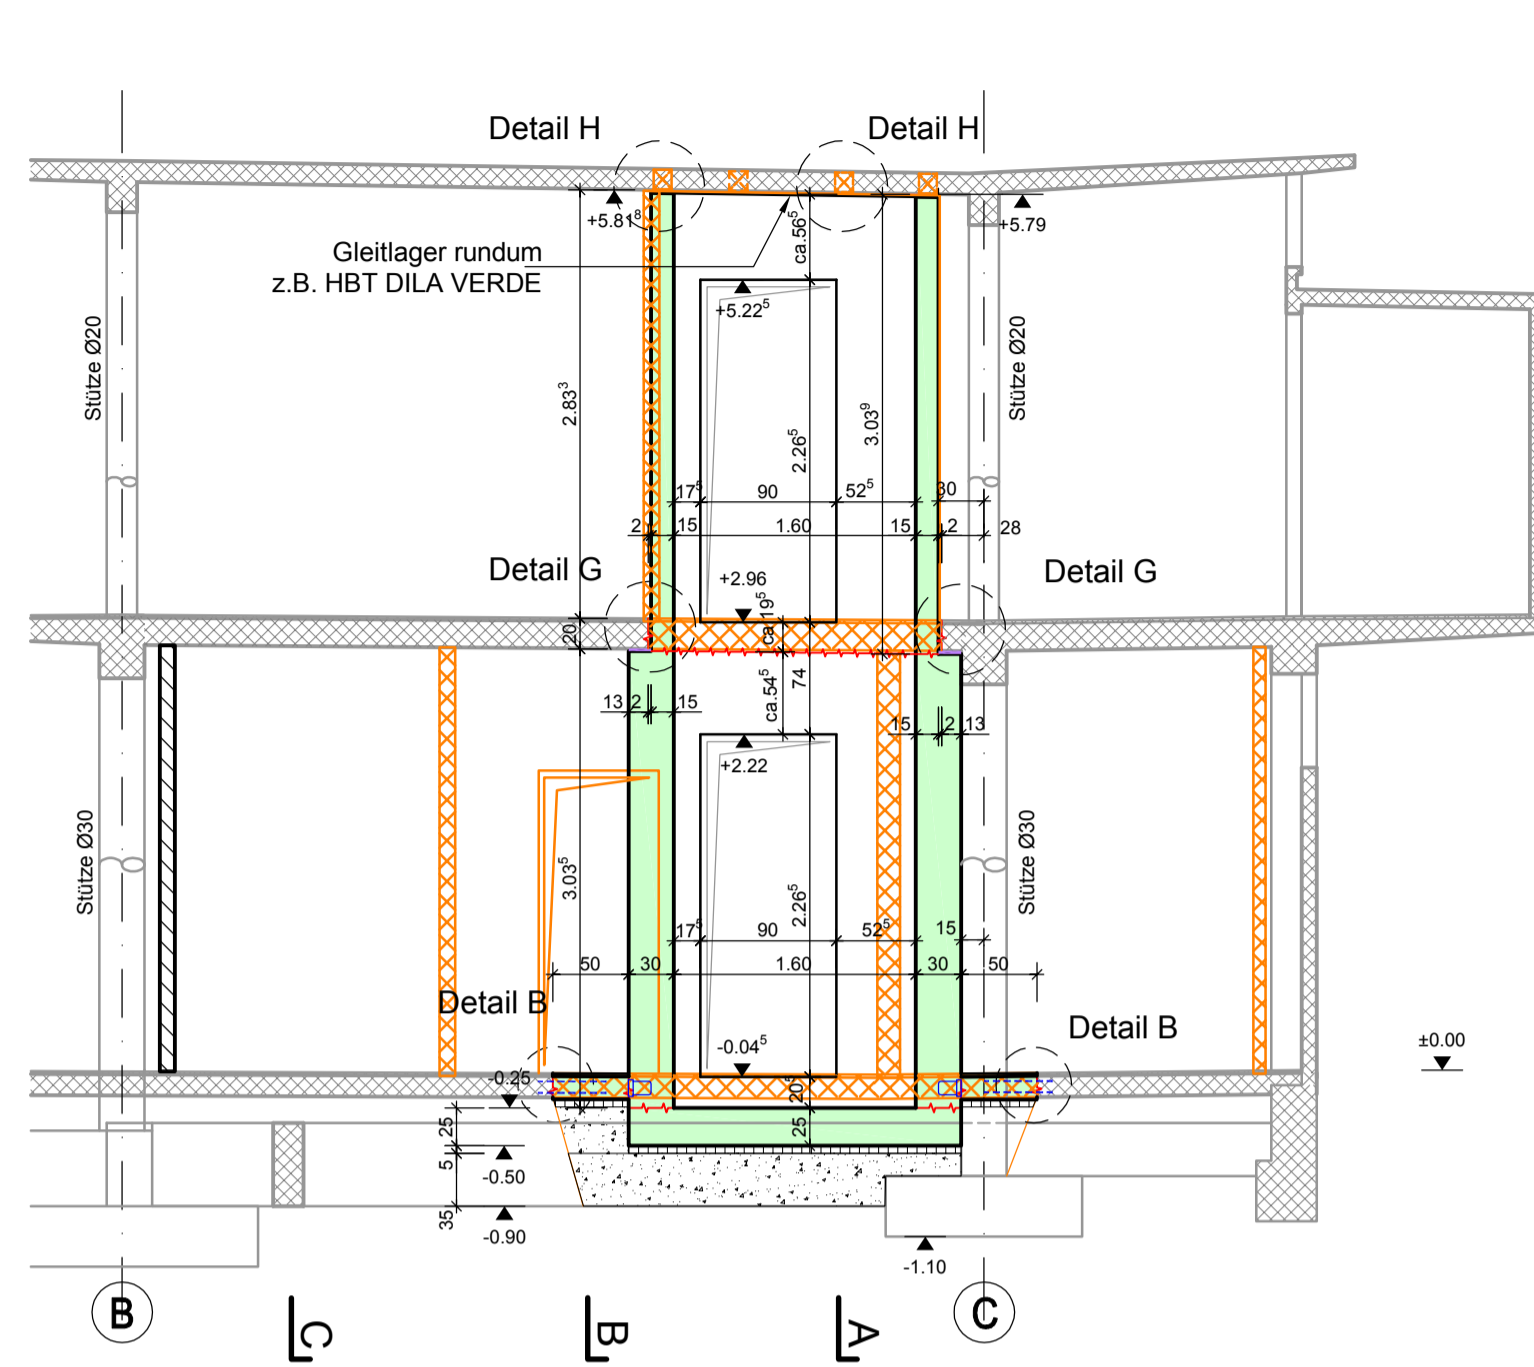 Detail H
Detail H
+5.81⁸
+5.79
Gleitlager rundum
z.B. HBT DILA VERDE
ca.56⁵
+5.22⁵
Stütze Ø20
Stütze Ø20
2.83³
2.26⁵
3.03⁹
17⁵
90
52⁵
30
2
15
1.60
15
2
28
Detail G
Detail G
+2.96
20
ca.19⁵
ca.54⁵
74
13
2
15
15
2
13
+2.22
Stütze Ø30
Stütze Ø30
3.03⁵
2.26⁵
17⁵
90
52⁵
15
50
30
1.60
30
50
Detail B
Detail B
-0.04⁵
±0.00
-0.25
20⁵
25
25
5
-0.50
35
-0.90
-1.10
B
C
C
B
A